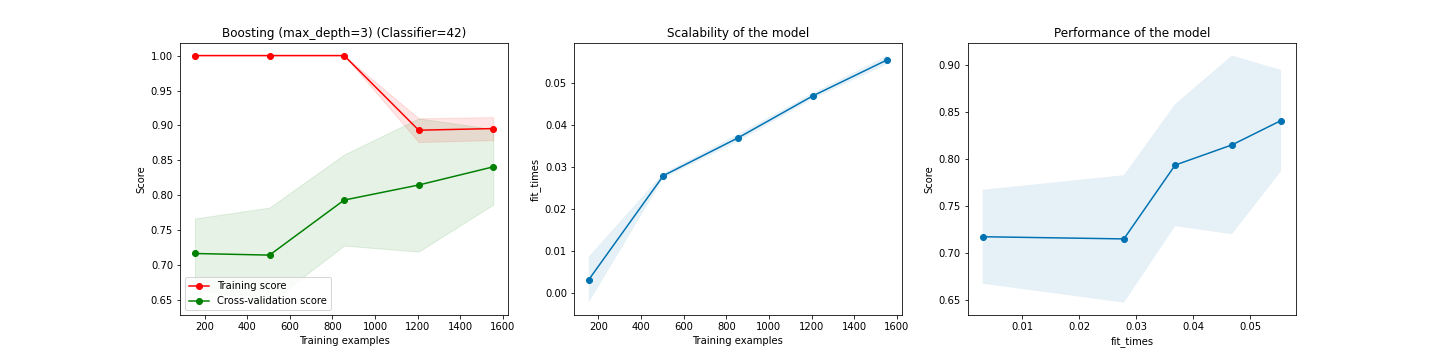 Boosting (max_depth=3) (Classifier=42)
1.00
0.95
0.90
0.85
0.80
0.75
0.70
0.65
Score
Training score
Cross-validation score
200 400 600 800 1000 1200 1400 1600
Training examples
Scalability of the model
0.05
0.04
0.03
0.02
0.01
0.00
fit_times
200 400 600 800 1000 1200 1400 1600
Training examples
Performance of the model
0.90
0.85
0.80
0.75
0.70
0.65
Score
0.01 0.02 0.03 0.04 0.05
fit_times